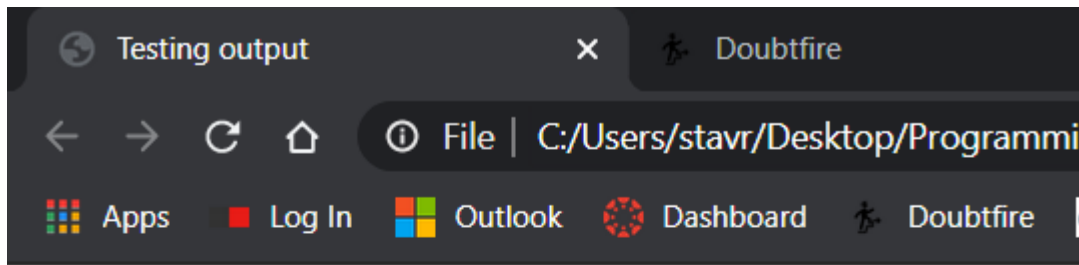 Testing output Doubtfire
File C:/Users/stavr/Desktop/Programmi
Apps Log In Outlook Dashboard Doubtfire